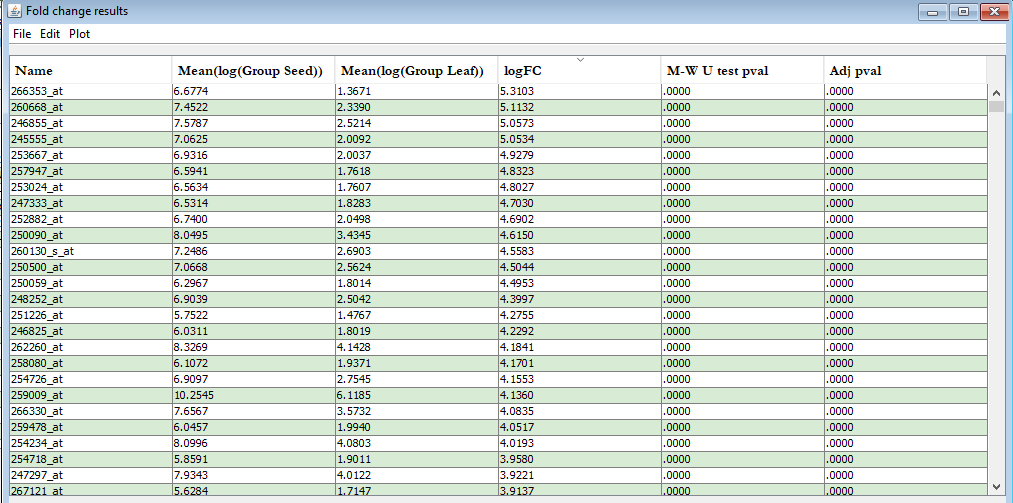 Fold change results
File Edit Plot
Name Mean(log(Group Seed)) Mean(log(Group Leaf)) logFC M-W U test pval Adj pval
266353_at 6.6774 1.3671 5.3103 .0000 .0000
260668_at 7.4522 2.3390 5.1132 .0000 .0000
246855_at 7.5787 2.5214 5.0573 .0000 .0000
245555_at 7.0625 2.0092 5.0534 .0000 .0000
253667_at 6.9316 2.0037 4.9279 .0000 .0000
257947_at 6.5941 1.7618 4.8323 .0000 .0000
253024_at 6.5634 1.7607 4.8027 .0000 .0000
247333_at 6.5314 1.8283 4.7030 .0000 .0000
252882_at 6.7400 2.0498 4.6902 .0000 .0000
250090_at 8.0495 3.4345 4.6150 .0000 .0000
260130_s_at 7.2486 2.6903 4.5583 .0000 .0000
250500_at 7.0668 2.5624 4.5044 .0000 .0000
250059_at 6.2967 1.8014 4.4953 .0000 .0000
248252_at 6.9039 2.5042 4.3997 .0000 .0000
251226_at 5.7522 1.4767 4.2755 .0000 .0000
246825_at 6.0311 1.8019 4.2292 .0000 .0000
262260_at 8.3269 4.1428 4.1841 .0000 .0000
258080_at 6.1072 1.9371 4.1701 .0000 .0000
254726_at 6.9097 2.7545 4.1553 .0000 .0000
259009_at 10.2545 6.1185 4.1360 .0000 .0000
266330_at 7.6567 3.5732 4.0835 .0000 .0000
259478_at 6.0457 1.9940 4.0517 .0000 .0000
254234_at 8.0996 4.0803 4.0193 .0000 .0000
254718_at 5.8591 1.9011 3.9580 .0000 .0000
247297_at 7.9343 4.0122 3.9221 .0000 .0000
267121_at 5.6284 1.7147 3.9137 .0000 .0000